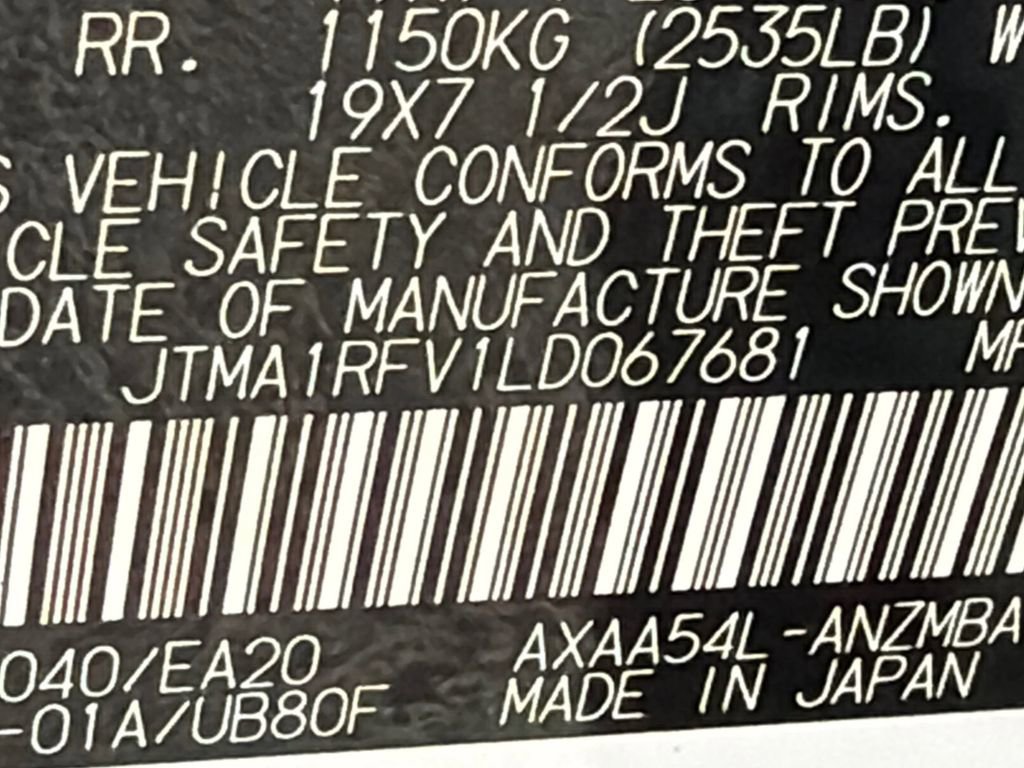 RR. 1150KG (2535LB) W
19X7 1/2J RIMS.
S VEHICLE CONFORMS TO ALL
CLE SAFETY AND THEFT PREV
DATE OF MANUFACTURE SHOWN
JTMA1RFV1LD067681 MP
040/EA20 AXAA54L-ANZMBA
-01A/UB80F MADE IN JAPAN